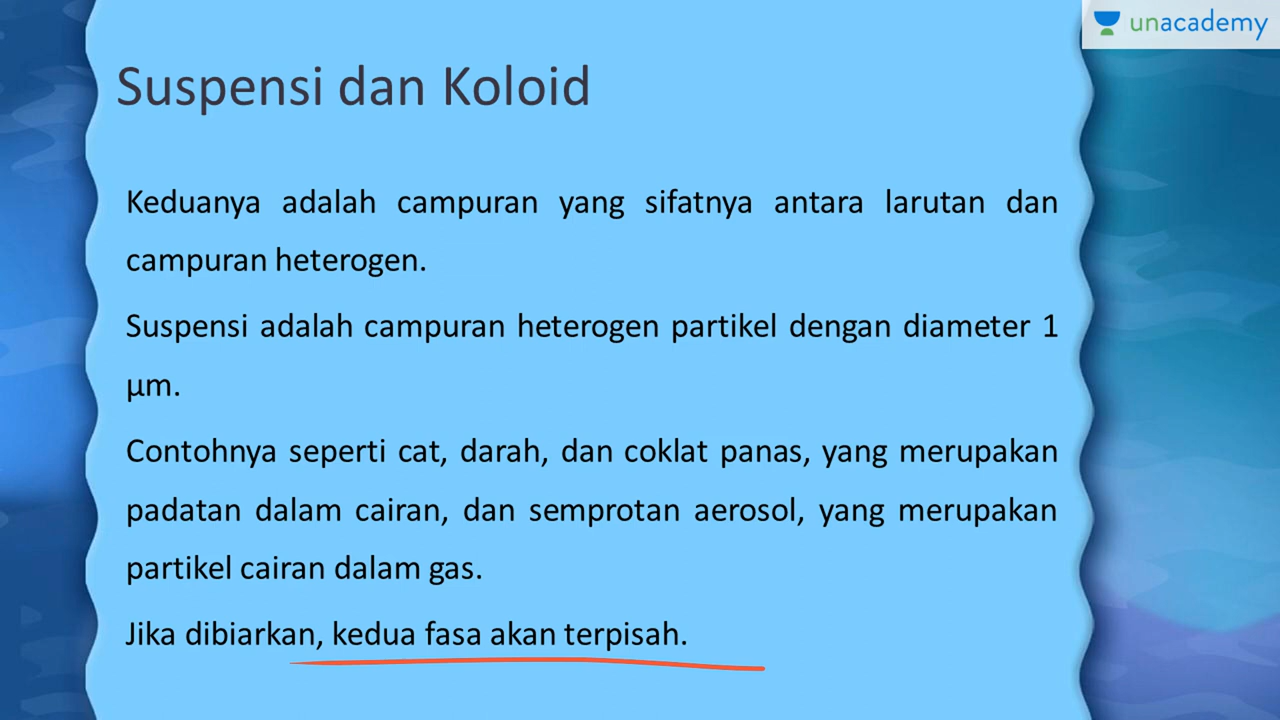 unacademy
Suspensi dan Koloid
Keduanya adalah campuran yang sifatnya antara larutan dan
campuran heterogen.
Suspensi adalah campuran heterogen partikel dengan diameter 1
µm.
Contohnya seperti cat, darah, dan coklat panas, yang merupakan
padatan dalam cairan, dan semprotan aerosol, yang merupakan
partikel cairan dalam gas.
Jika dibiarkan, kedua fasa akan terpisah.